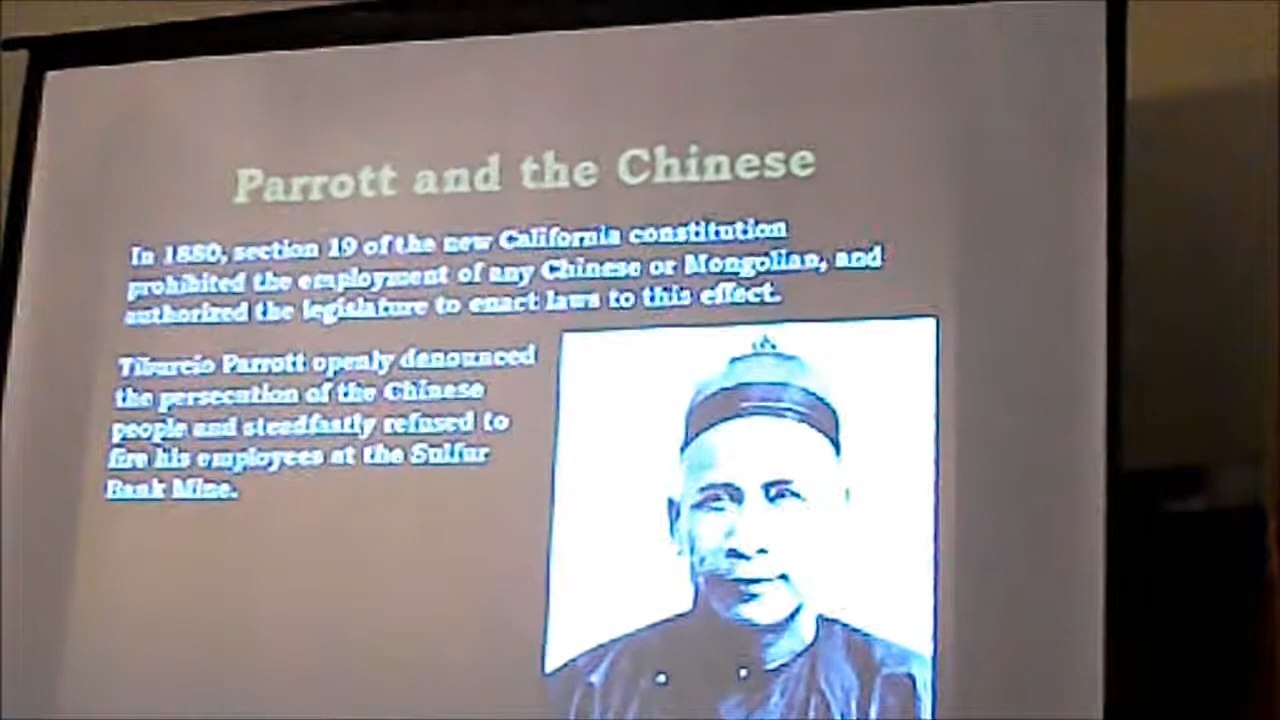 Parrott and the Chinese
In 1880, section 19 of the new California constitution
prohibited the employment of any Chinese or Mongolian, and
authorized the legislature to enact laws to this effect.
Tiburcio Parrott openly denounced
the persecution of the Chinese
people and steadfastly refused to
fire his employees at the Sulfur
Bank Mine.